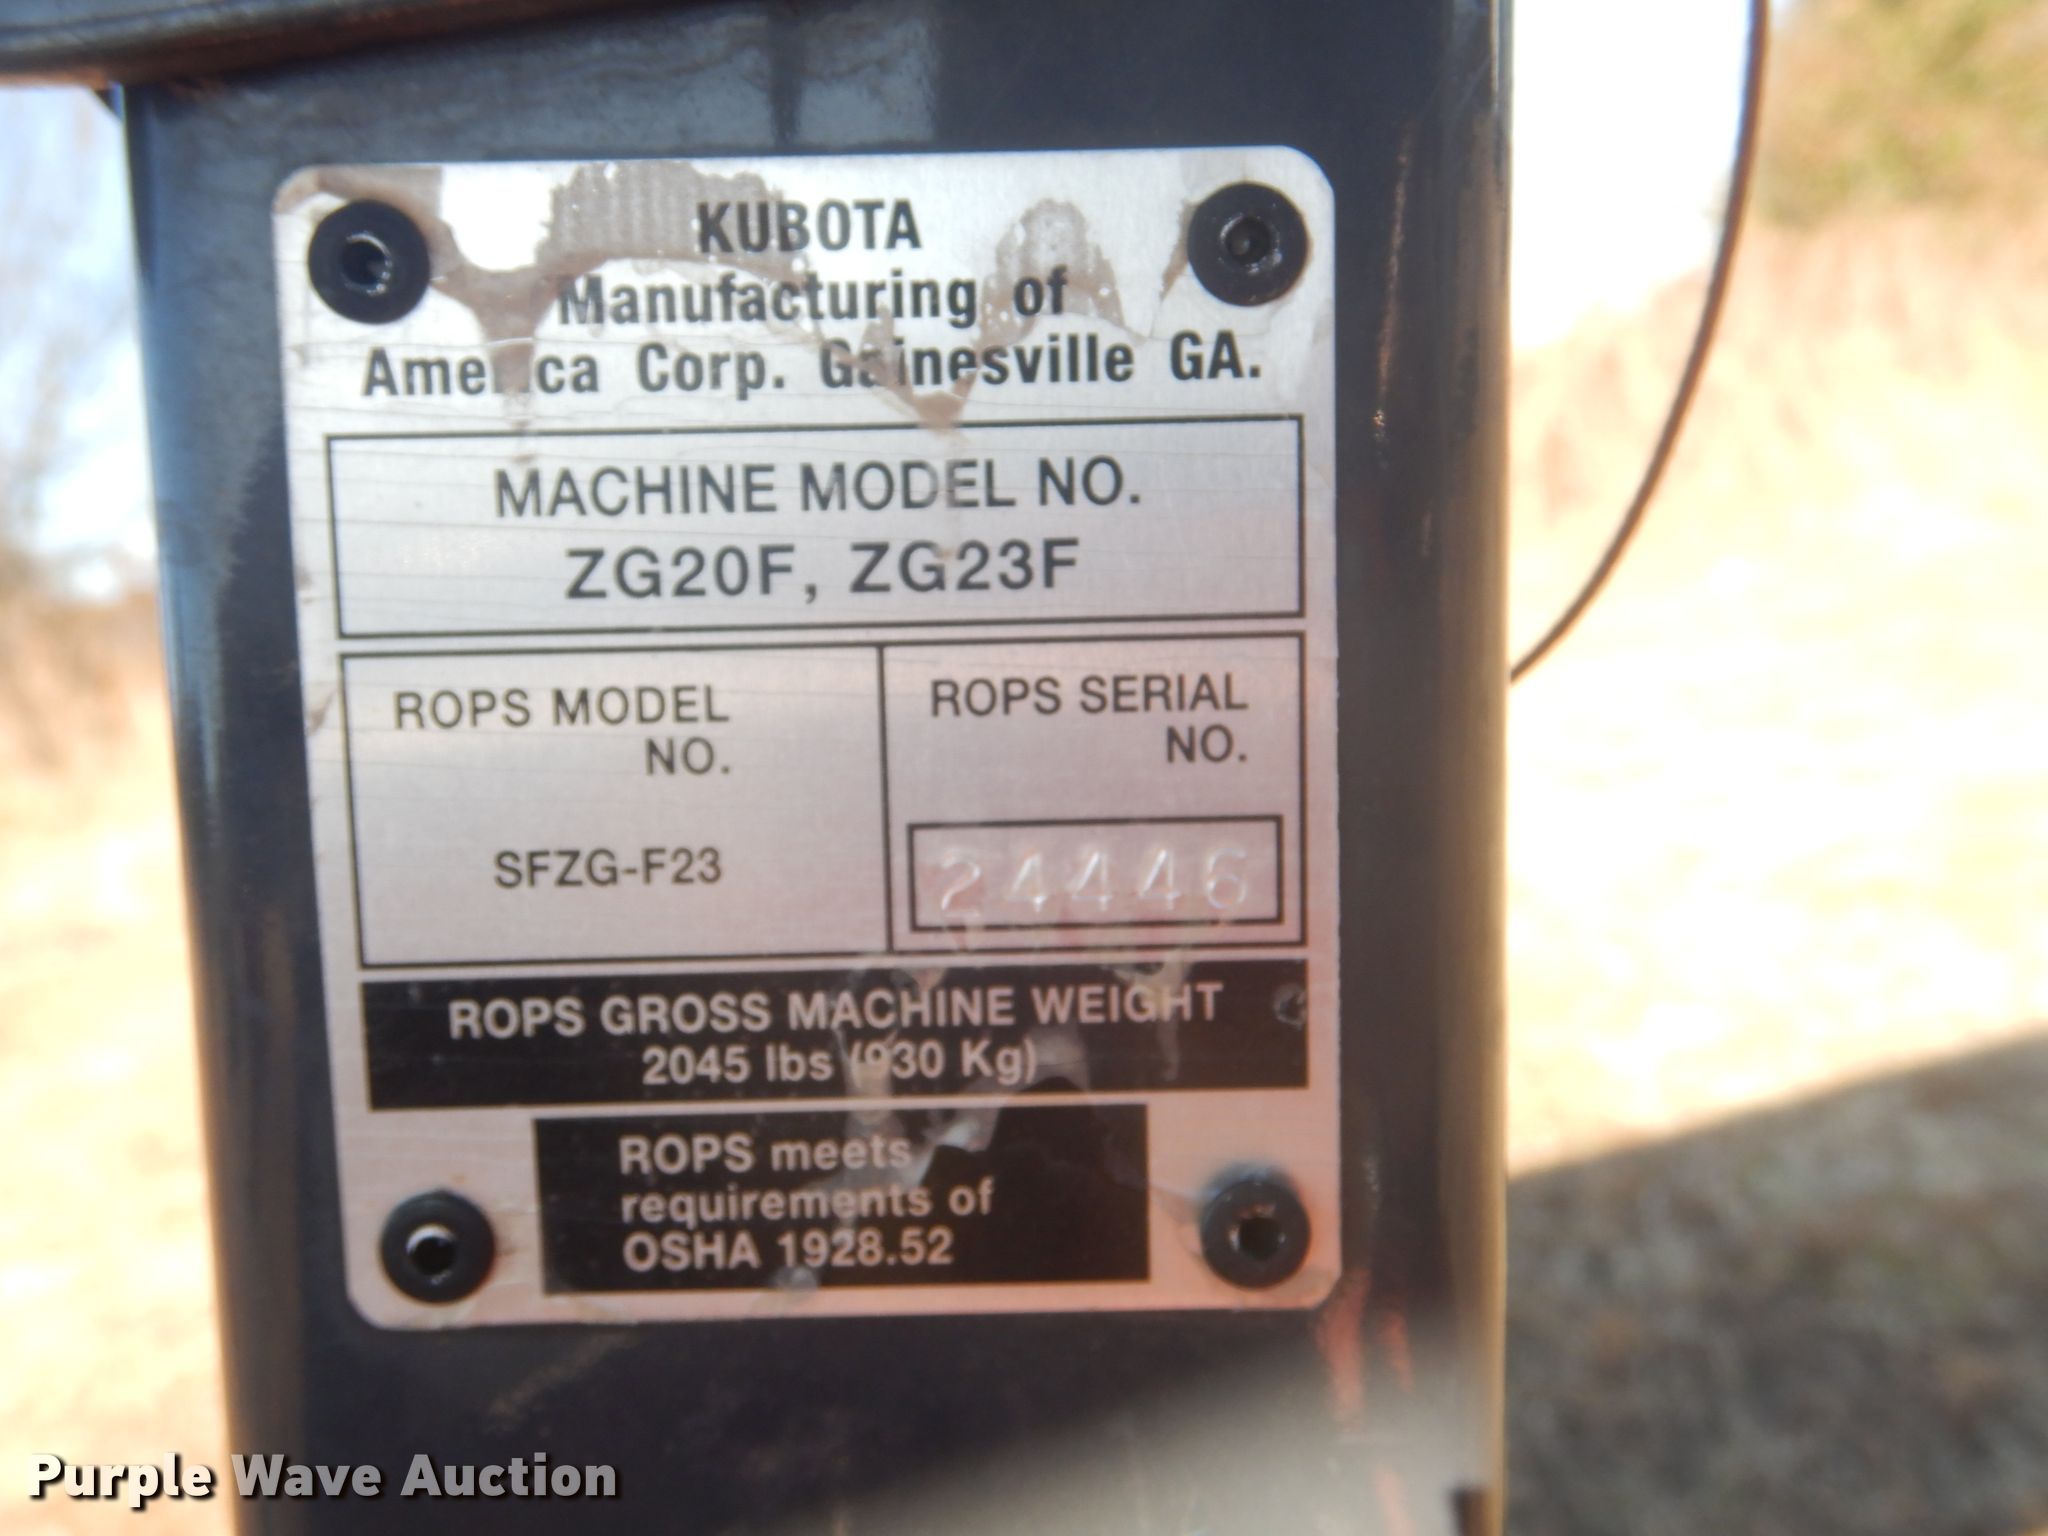 KUBOTA
Manufacturing of
America Corp. Gainesville GA.
MACHINE MODEL NO.
ZG20F, ZG23F
ROPS MODEL
NO.
SFZG-F23
ROPS SERIAL
NO.
24446
ROPS GROSS MACHINE WEIGHT
2045 lbs (930 Kg)
ROPS meets
requirements of
OSHA 1928.52
Purple Wave Auction